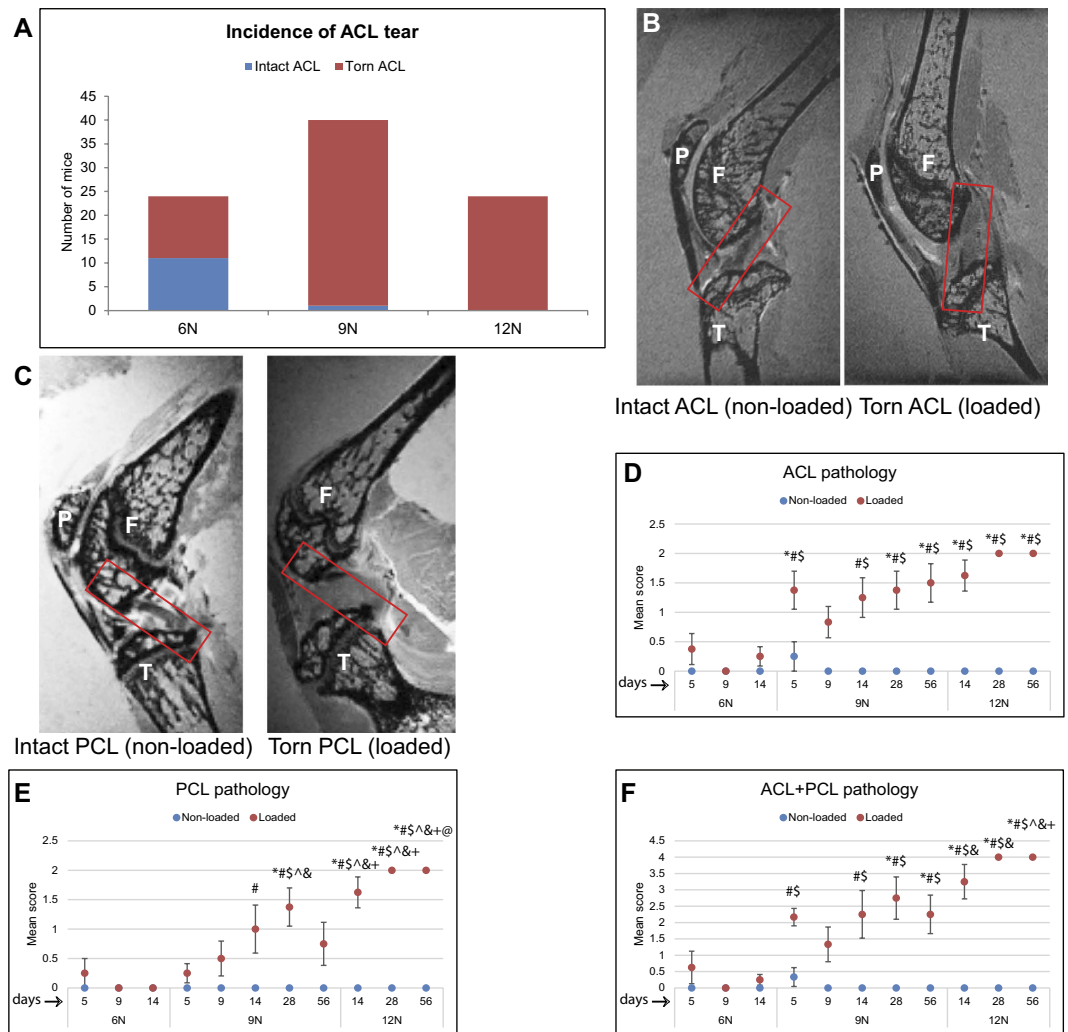 A
Incidence of ACL tear
Intact ACL Torn ACL
Number of mice
45
40
35
30
25
20
15
10
5
0
6N 9N 12N
B
P F T
P F T
Intact ACL (non-loaded) Torn ACL (loaded)
C
P F T
F T
Intact PCL (non-loaded) Torn PCL (loaded)
D
ACL pathology
Non-loaded Loaded
Mean score
2.5
2
1.5
1
0.5
0
*#$ #$ *#$ *#$ *#$ *#$ *#$
days → 5 9 14 5 9 14 28 56 14 28 56
6N 9N 12N
E
PCL pathology
Non-loaded Loaded
Mean score
2.5
2
1.5
1
0.5
0
# *#$^& *#$^&+ *#$^&+ *#$^&+@
days → 5 9 14 5 9 14 28 56 14 28 56
6N 9N 12N
F
ACL+PCL pathology
Non-loaded Loaded
Mean score
5
4.5
4
3.5
3
2.5
2
1.5
1
0.5
0
#$ #$ *#$ *#$ *#$& *#$& *#$^&+
days → 5 9 14 5 9 14 28 56 14 28 56
6N 9N 12N